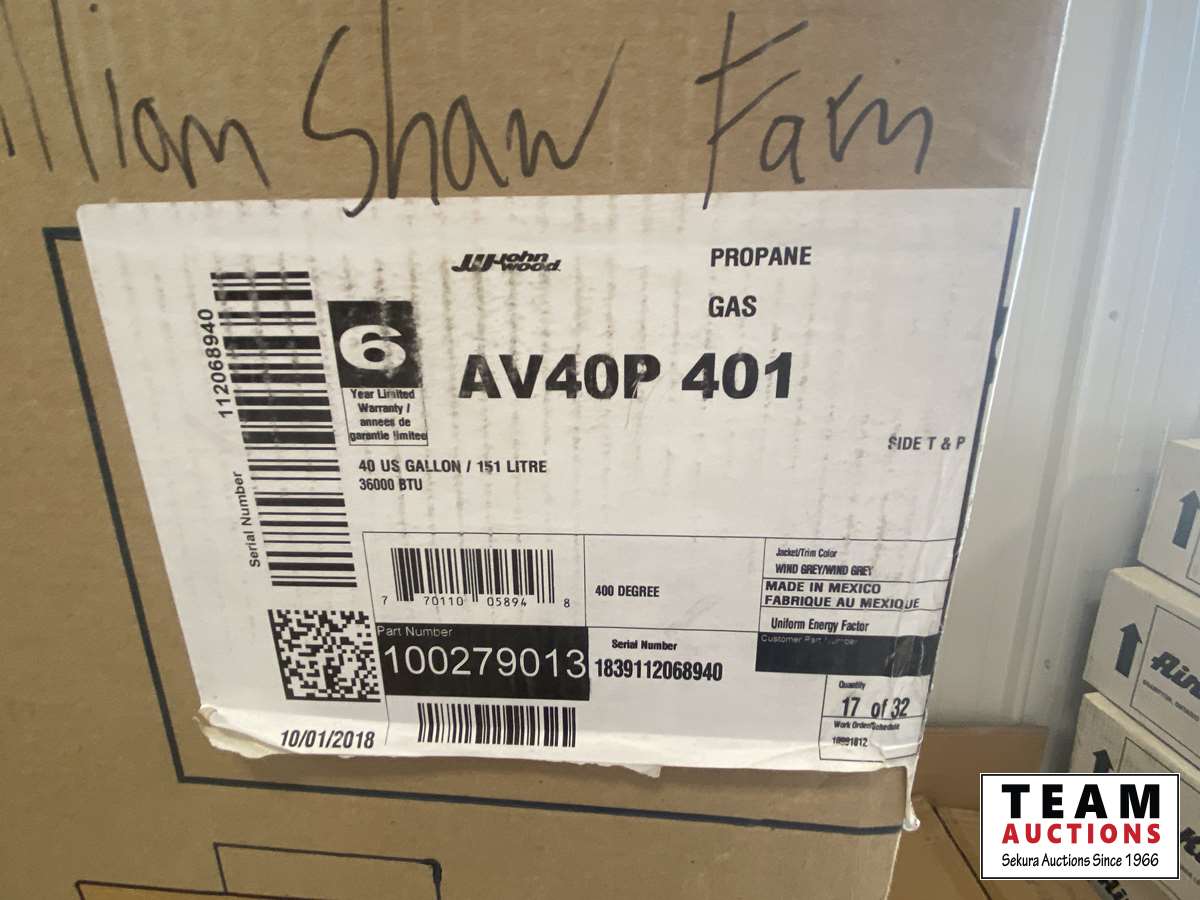 illiam Shaw Farm
John Wood
PROPANE
GAS
112068940
Serial Number
6
Year Limited
Warranty /
annees de
garantie limitee
AV40P 401
SIDE T & P
40 US GALLON / 151 LITRE
36000 BTU
7 70110 05894 8
400 DEGREE
Jacket/Trim Color
WIND GREY/WIND GREY
MADE IN MEXICO
FABRIQUE AU MEXIQUE
Uniform Energy Factor
Part Number
100279013
Serial Number
1839112068940
Customer Part Number
Quantity
17 of 32
Work Order/Schedule
10/01/2018
TEAM
AUCTIONS
Sekura Auctions Since 1966